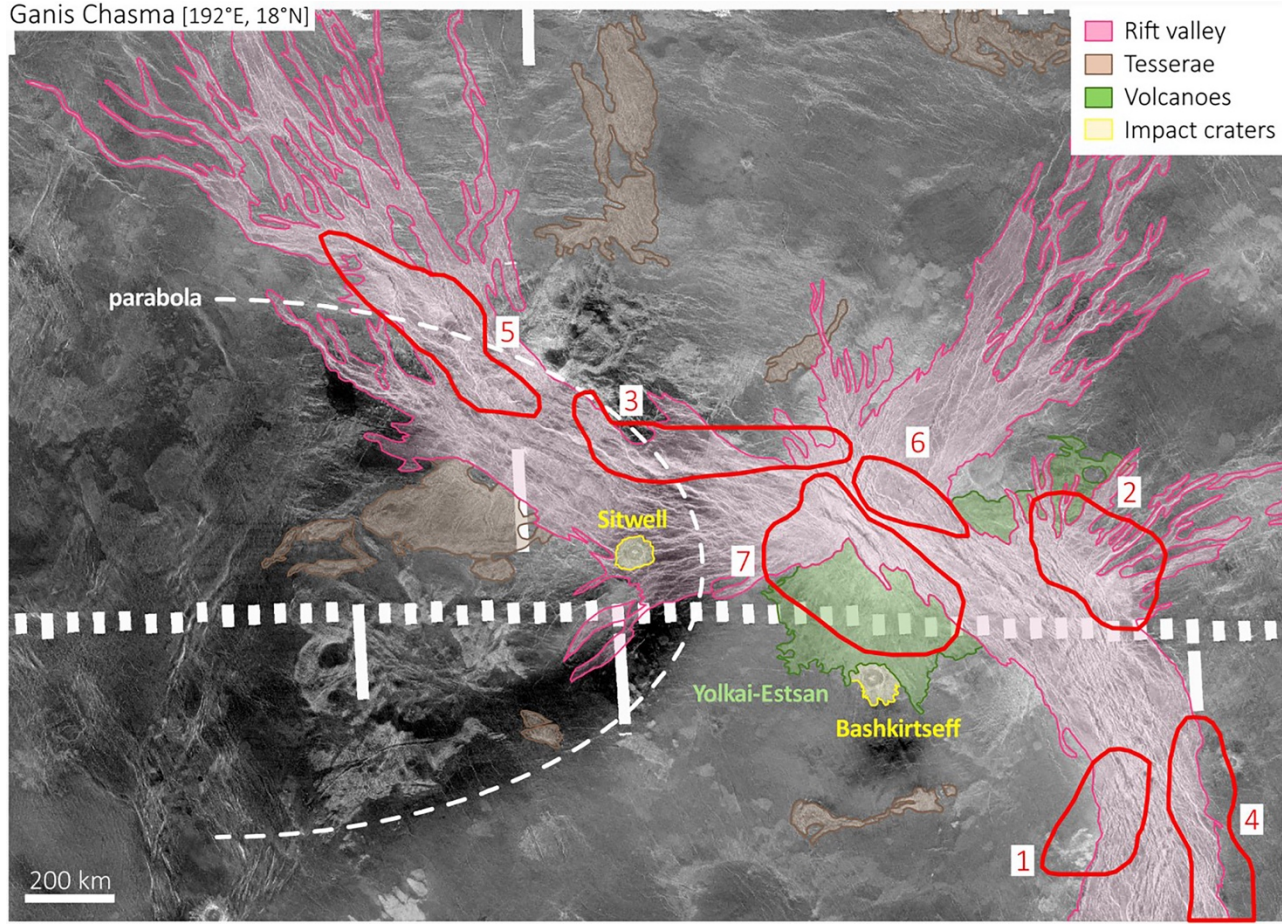 Ganis Chasma [192°E, 18°N]
Rift valley
Tesserae
Volcanoes
Impact craters
parabola
5
3
6
2
Sitwell
7
Yolkai-Estsan
Bashkirtseff
1
4
200 km